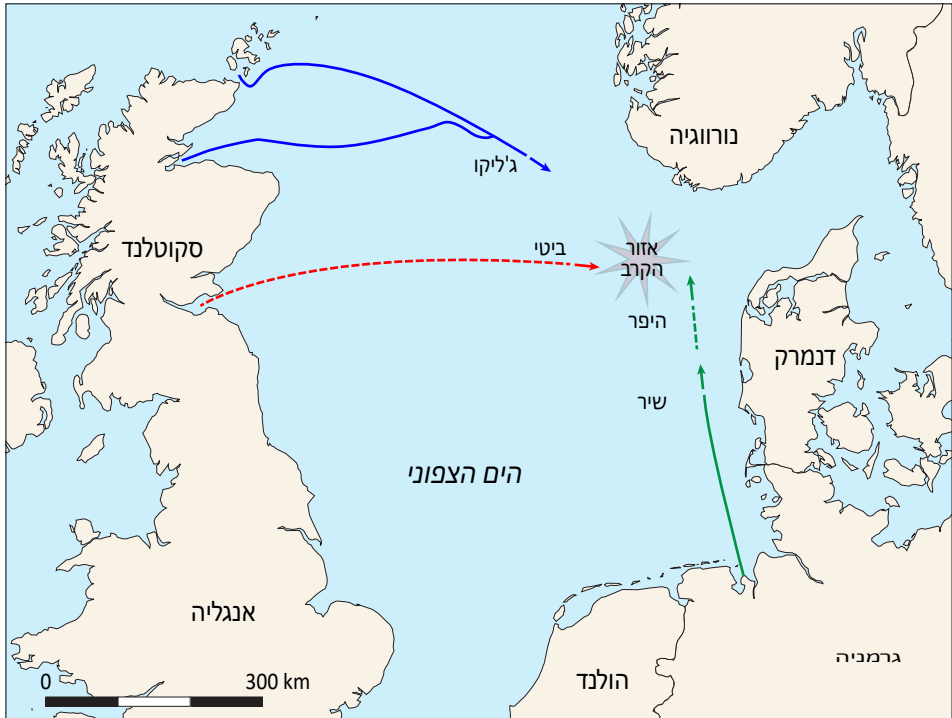 נורווגיה
ג'ליקו
סקוטלנד
ביטי
אזור
הקרב
היפר
דנמרק
שיר
הים הצפוני
אנגליה
הולנד
גרמניה
0 300 km